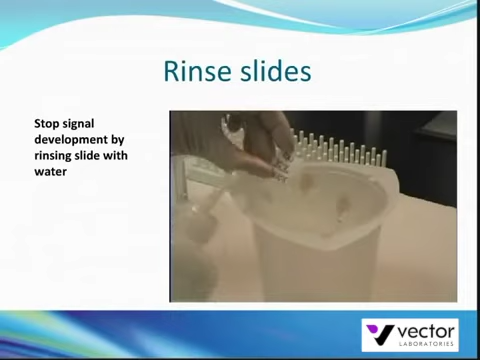 Rinse slides
Stop signal
development by
rinsing slide with
water
vector
LABORATORIES